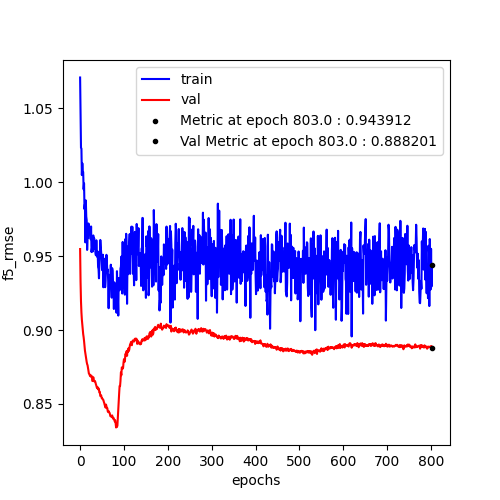 train
val
Metric at epoch 803.0 : 0.943912
Val Metric at epoch 803.0 : 0.888201
1.05
1.00
0.95
0.90
0.85
f5_rmse
0 100 200 300 400 500 600 700 800
epochs